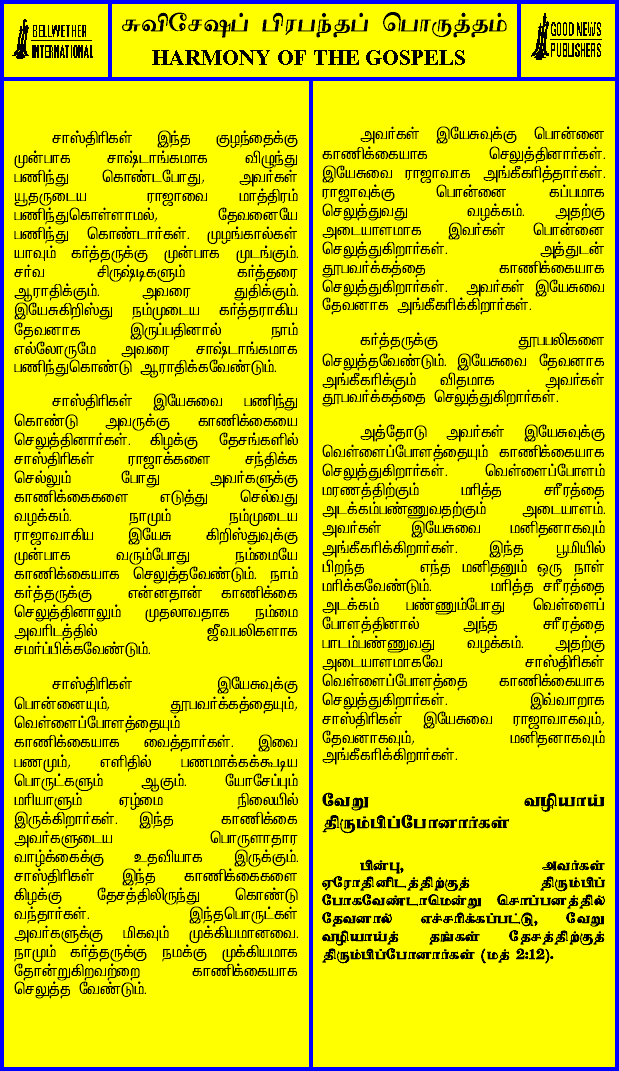 BELLWETHER
INTERNATIONAL
சுவிசேஷப் பிரபந்தப் பொருத்தம்
HARMONY OF THE GOSPELS
GOOD NEWS
PUBLISHERS
சாஸ்திரிகள் இந்த குழந்தைக்கு
முன்பாக சாஷ்டாங்கமாக விழுந்து
பணிந்து கொண்டபோது, அவர்கள்
யூதருடைய ராஜாவை மாத்திரம்
பணிந்துகொள்ளாமல், தேவனையே
பணிந்து கொண்டார்கள். முழங்கால்கள்
யாவும் கர்த்தருக்கு முன்பாக முடங்கும்.
சர்வ சிருஷ்டிகளும் கர்த்தரை
ஆராதிக்கும். அவரை துதிக்கும்.
இயேசுகிறிஸ்து நம்முடைய கர்த்தராகிய
தேவனாக இருப்பதினால் நாம்
எல்லோருமே அவரை சாஷ்டாங்கமாக
பணிந்துகொண்டு ஆராதிக்கவேண்டும்.
சாஸ்திரிகள் இயேசுவை பணிந்து
கொண்டு அவருக்கு காணிக்கையை
செலுத்தினார்கள். கிழக்கு தேசங்களில்
சாஸ்திரிகள் ராஜாக்களை சந்திக்க
செல்லும் போது அவர்களுக்கு
காணிக்கைகளை எடுத்து செல்வது
வழக்கம். நாமும் நம்முடைய
ராஜாவாகிய இயேசு கிறிஸ்துவுக்கு
முன்பாக வரும்போது நம்மையே
காணிக்கையாக செலுத்தவேண்டும். நாம்
கர்த்தருக்கு என்னதான் காணிக்கை
செலுத்தினாலும் முதலாவதாக நம்மை
அவரிடத்தில் ஜீவபலிகளாக
சமர்ப்பிக்கவேண்டும்.
சாஸ்திரிகள் இயேசுவுக்கு
பொன்னையும், தூபவர்க்கத்தையும்,
வெள்ளைப்போளத்தையும்
காணிக்கையாக வைத்தார்கள். இவை
பணமும், எளிதில் பணமாக்கக்கூடிய
பொருட்களும் ஆகும். யோசேப்பும்
மரியாளும் ஏழ்மை நிலையில்
இருக்கிறார்கள். இந்த காணிக்கை
அவர்களுடைய பொருளாதார
வாழ்க்கைக்கு உதவியாக இருக்கும்.
சாஸ்திரிகள் இந்த காணிக்கைகளை
கிழக்கு தேசத்திலிருந்து கொண்டு
வந்தார்கள். இந்தபொருட்கள்
அவர்களுக்கு மிகவும் முக்கியமானவை.
நாமும் கர்த்தருக்கு நமக்கு முக்கியமாக
தோன்றுகிறவற்றை காணிக்கையாக
செலுத்த வேண்டும்.
அவர்கள் இயேசுவுக்கு பொன்னை
காணிக்கையாக செலுத்தினார்கள்.
இயேசுவை ராஜாவாக அங்கீகரித்தார்கள்.
ராஜாவுக்கு பொன்னை கப்பமாக
செலுத்துவது வழக்கம். அதற்கு
அடையாளமாக இவர்கள் பொன்னை
செலுத்துகிறார்கள். அத்துடன்
தூபவர்க்கத்தை காணிக்கையாக
செலுத்துகிறார்கள். அவர்கள் இயேசுவை
தேவனாக அங்கீகரிக்கிறார்கள்.
கர்த்தருக்கு தூபபலிகளை
செலுத்தவேண்டும். இயேசுவை தேவனாக
அங்கீகரிக்கும் விதமாக அவர்கள்
தூபவர்க்கத்தை செலுத்துகிறார்கள்.
அத்தோடு அவர்கள் இயேசுவுக்கு
வெள்ளைப்போளத்தையும் காணிக்கையாக
செலுத்துகிறார்கள். வெள்ளைப்போளம்
மரணத்திற்கும் மரித்த சரீரத்தை
அடக்கம்பண்ணுவதற்கும் அடையாளம்.
அவர்கள் இயேசுவை மனிதனாகவும்
அங்கீகரிக்கிறார்கள். இந்த பூமியில்
பிறந்த எந்த மனிதனும் ஒரு நாள்
மரிக்கவேண்டும். மரித்த சரீரத்தை
அடக்கம் பண்ணும்போது வெள்ளைப்
போளத்தினால் அந்த சரீரத்தை
பாடம்பண்ணுவது வழக்கம். அதற்கு
அடையாளமாகவே சாஸ்திரிகள்
வெள்ளைப்போளத்தை காணிக்கையாக
செலுத்துகிறார்கள். இவ்வாறாக
சாஸ்திரிகள் இயேசுவை ராஜாவாகவும்,
தேவனாகவும், மனிதனாகவும்
அங்கீகரிக்கிறார்கள்.
வேறு வழியாய்
திரும்பிப்போனார்கள்
பின்பு, அவர்கள்
ஏரோதினிடத்திற்குத் திரும்பிப்
போகவேண்டாமென்று சொப்பனத்தில்
தேவனால் எச்சரிக்கப்பட்டு, வேறு
வழியாய்த் தங்கள் தேசத்திற்குத்
திரும்பிப்போனார்கள் (மத் 2:12).